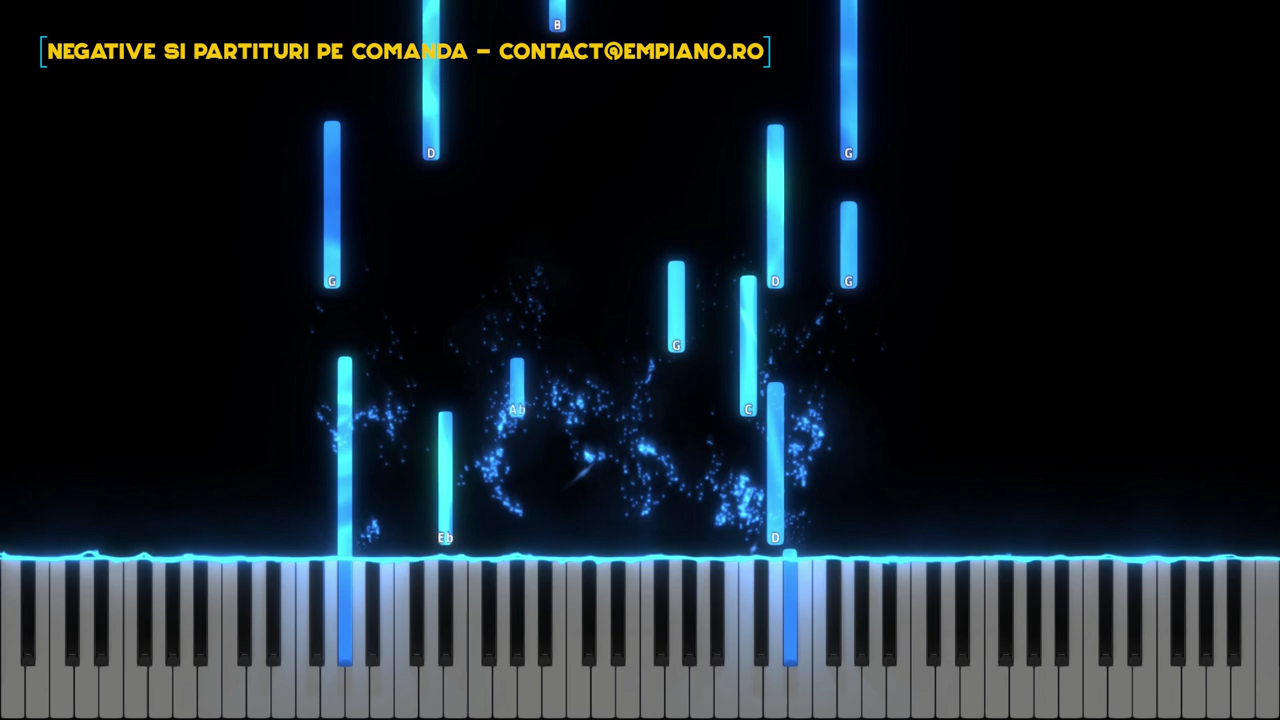 B
[NEGATIVE SI PARTITURI PE COMANDA - CONTACT@EMPIANO.RO]
D
G
G
D
G
G
Ab
C
Eb
D